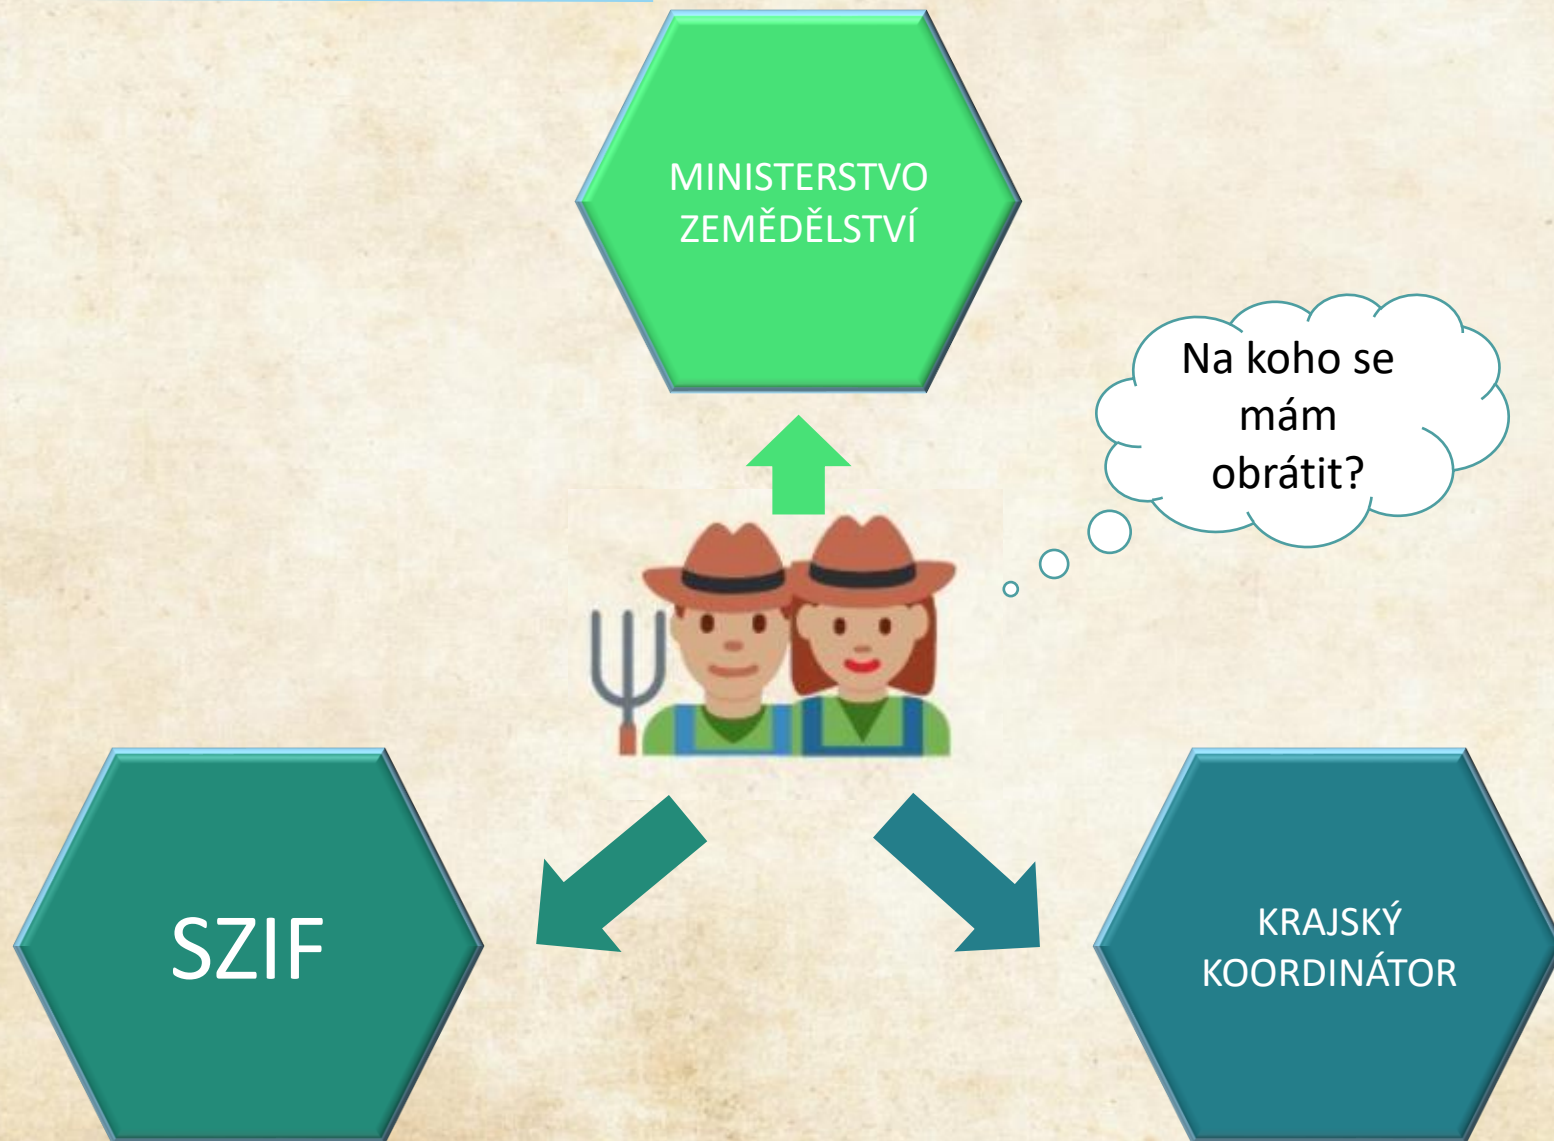 MINISTERSTVO
ZEMĚDĚLSTVÍ
Na koho se
mám
obrátit?
SZIF
KRAJSKÝ
KOORDINÁTOR